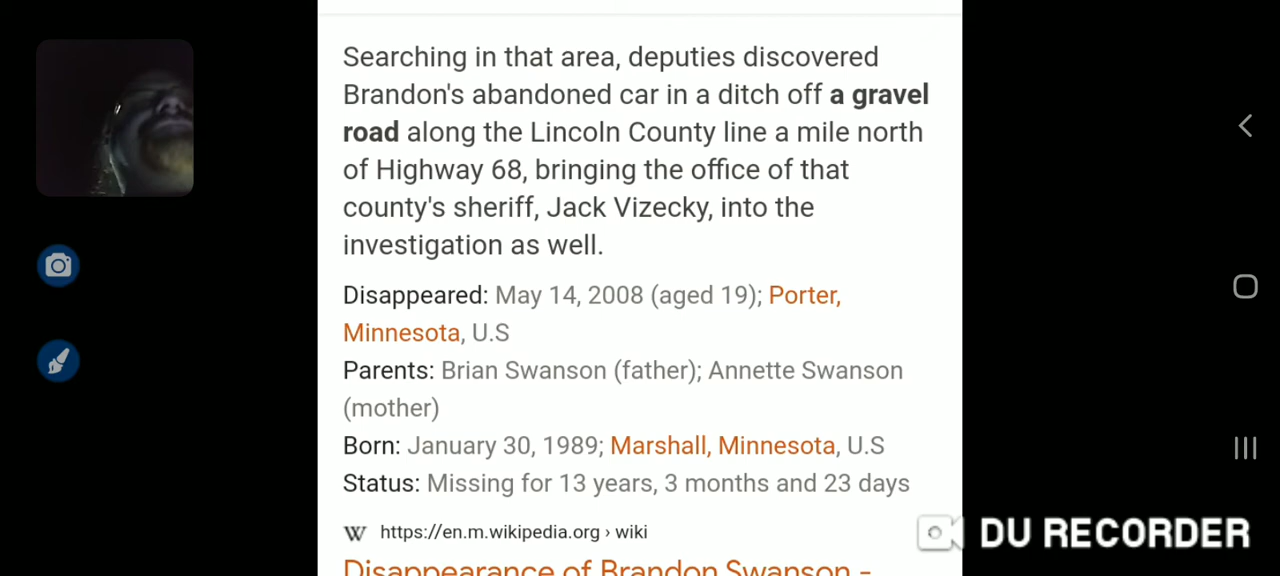 Searching in that area, deputies discovered
Brandon's abandoned car in a ditch off a gravel
road along the Lincoln County line a mile north
of Highway 68, bringing the office of that
county's sheriff, Jack Vizecky, into the
investigation as well.
Disappeared: May 14, 2008 (aged 19); Porter,
Minnesota, U.S
Parents: Brian Swanson (father); Annette Swanson
(mother)
Born: January 30, 1989; Marshall, Minnesota, U.S
Status: Missing for 13 years, 3 months and 23 days
W https://en.m.wikipedia.org › wiki
Disappearance of Brandon Swanson -
DU RECORDER